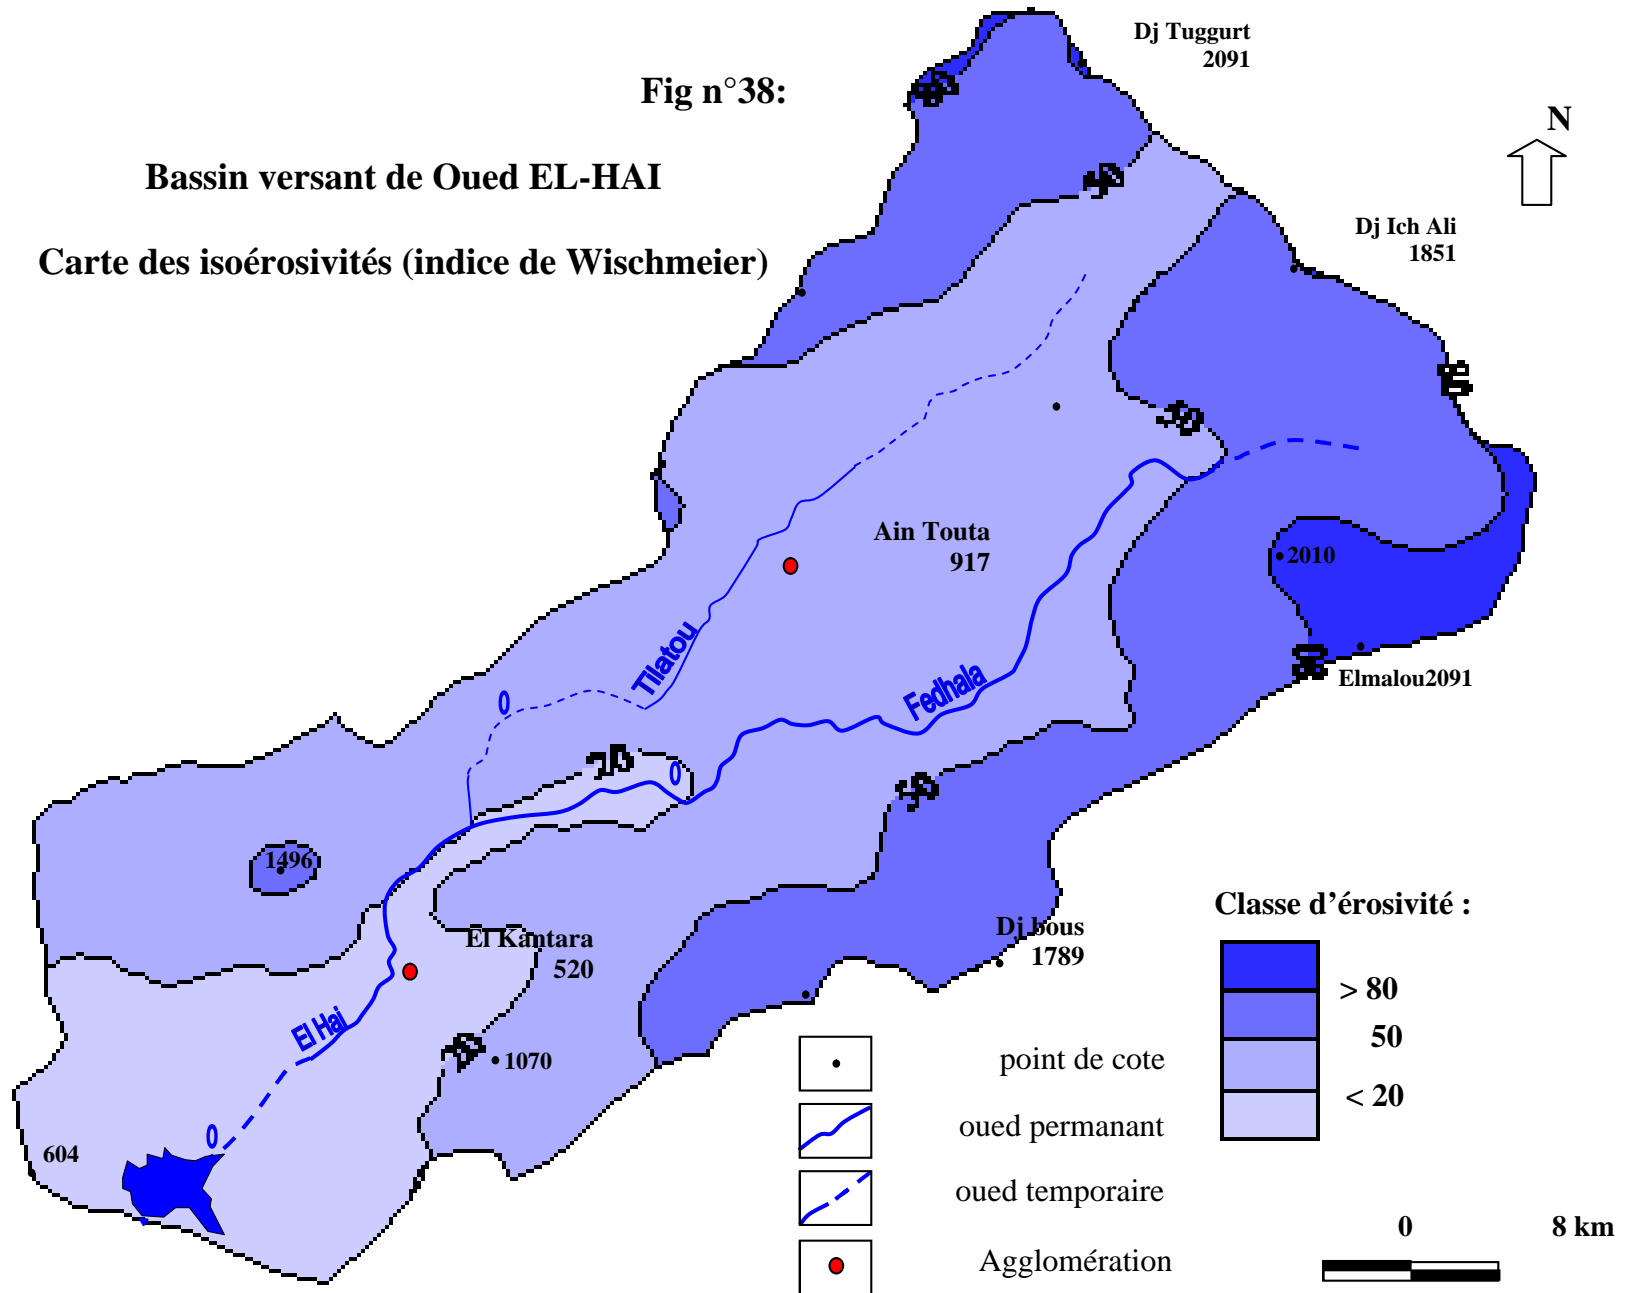 Fig n°38:
Bassin versant de Oued EL-HAI
Carte des isoérosivités (indice de Wischmeier)
Dj Tuggurt
2091
N
Dj Ich Ali
1851
Ain Touta
917
2010
Elmalou2091
Tilatou
Fedhala
1496
El Kantara
520
Dj bous
1789
El Hai
1070
604
Classe d’érosivité :
> 80
50
< 20
point de cote
oued permanant
oued temporaire
Agglomération
0 8 km